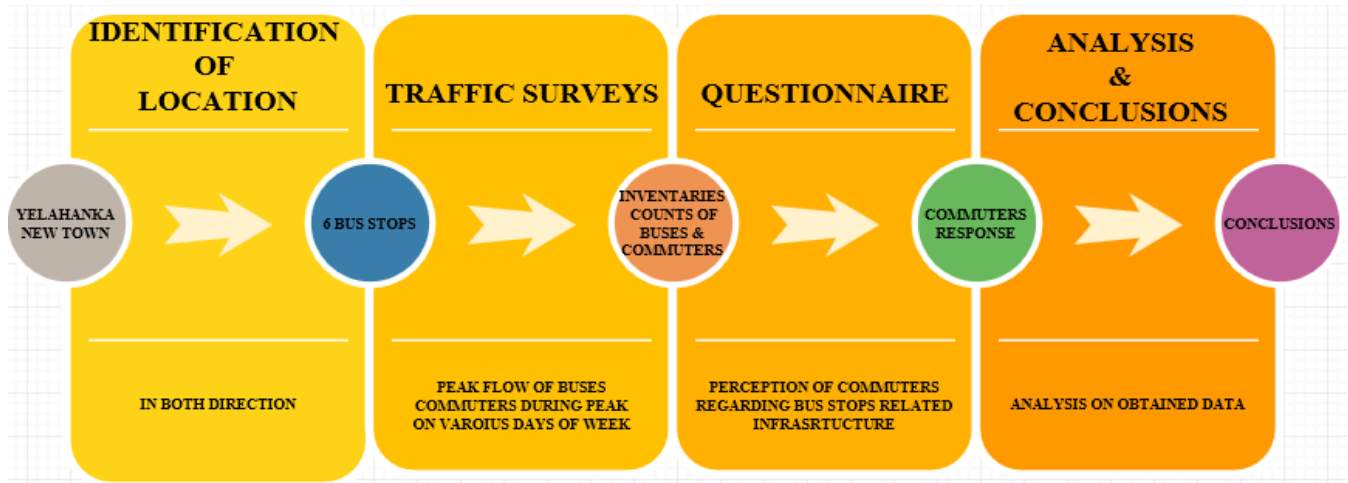 IDENTIFICATION
OF
LOCATION
TRAFFIC SURVEYS
QUESTIONNAIRE
ANALYSIS
&
CONCLUSIONS
YELAHANKA
NEW TOWN
6 BUS STOPS
INVENTARIES
COUNTS OF
BUSES &
COMMUTERS
COMMUTERS
RESPONSE
CONCLUSIONS
IN BOTH DIRECTION
PEAK FLOW OF BUSES
COMMUTERS DURING PEAK
ON VAROIUS DAYS OF WEEK
PERCEPTION OF COMMUTERS
REGARDING BUS STOPS RELATED
INFRASRTUCTURE
ANALYSIS ON OBTAINED DATA